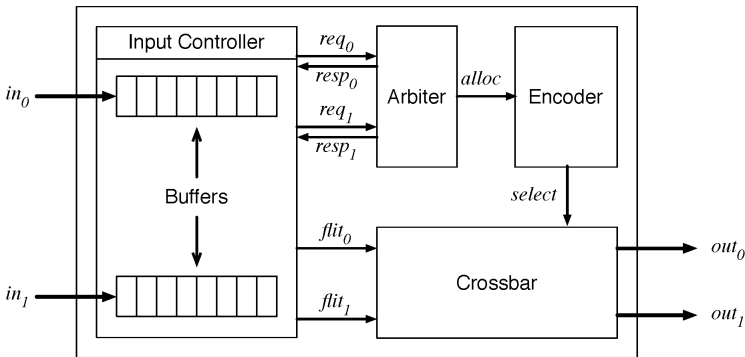 Input Controller
req0
resp0
alloc
Arbiter
Encoder
in0
req1
resp1
Buffers
select
flit0
out0
Crossbar
in1
flit1
out1